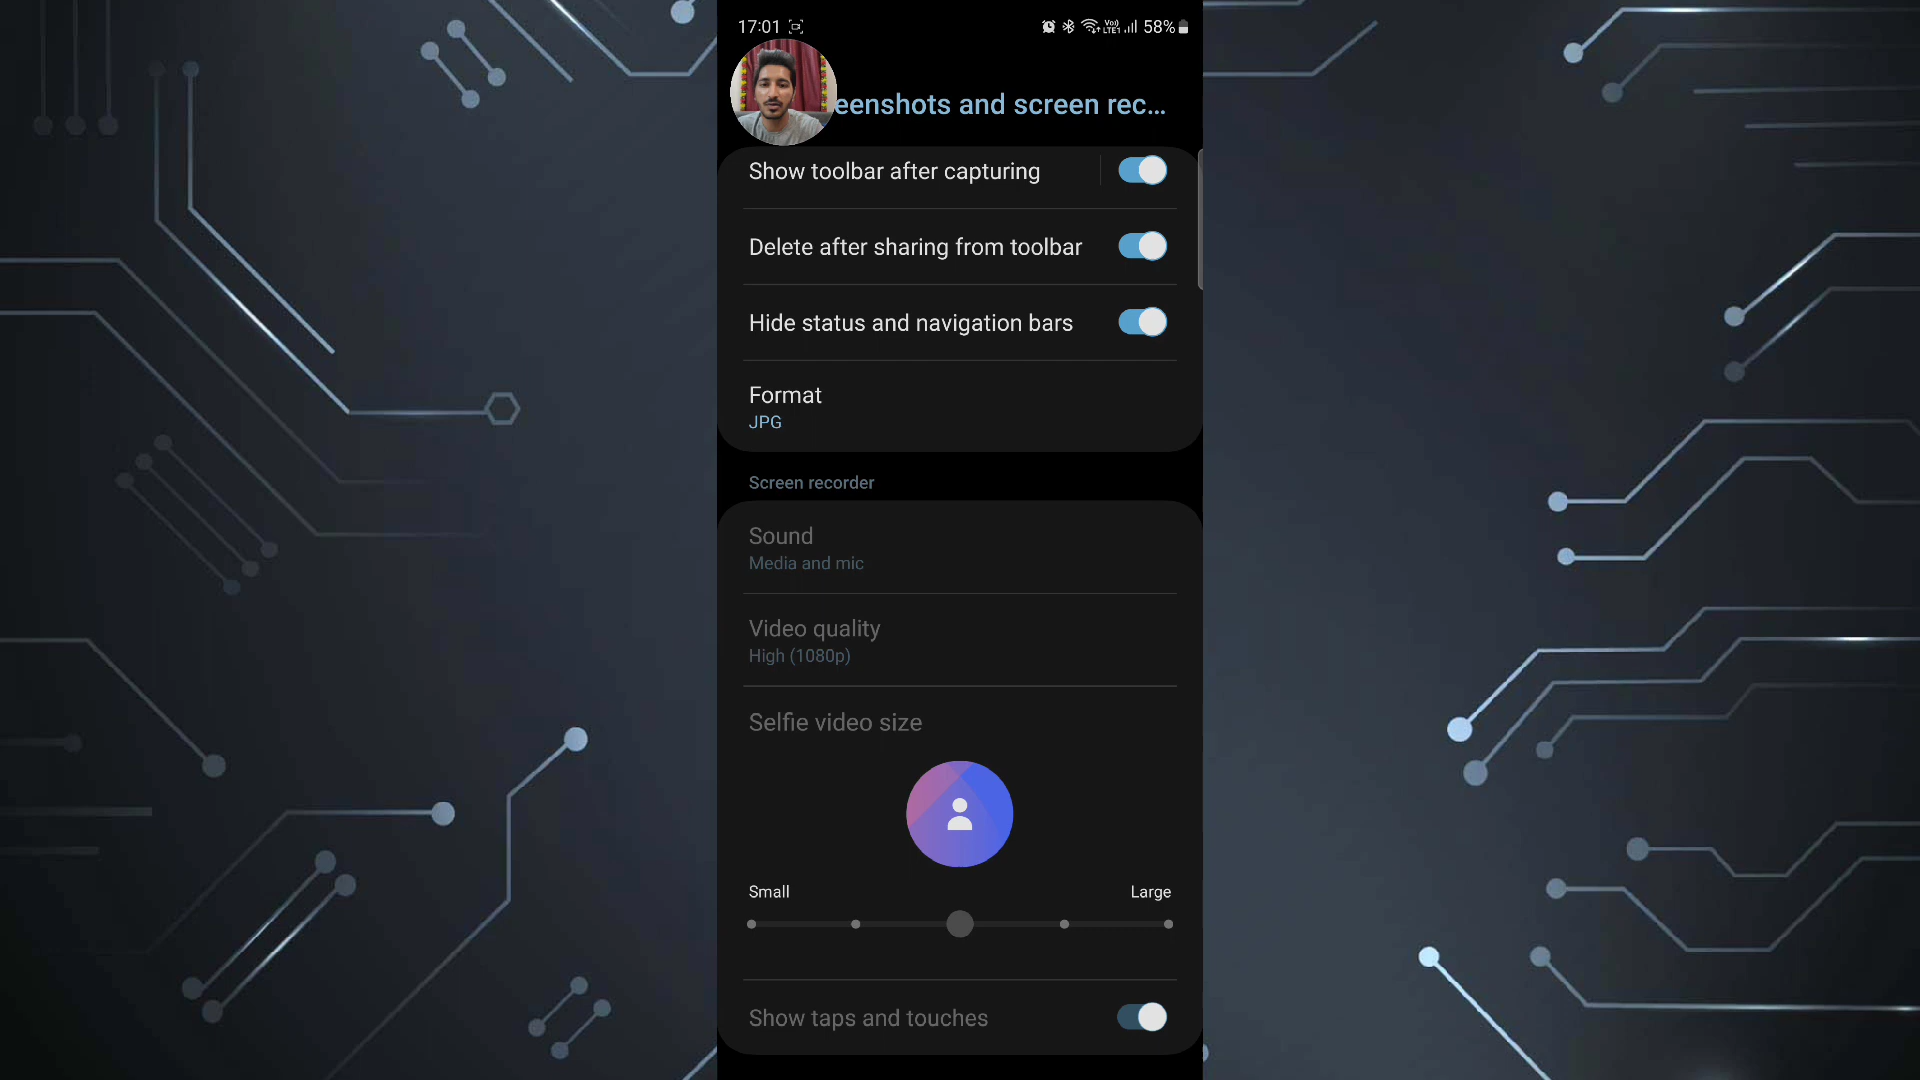 17:01
58%
eenshots and screen rec...
Show toolbar after capturing
Delete after sharing from toolbar
Hide status and navigation bars
Format
JPG
Screen recorder
Sound
Media and mic
Video quality
High (1080p)
Selfie video size
Small Large
Show taps and touches